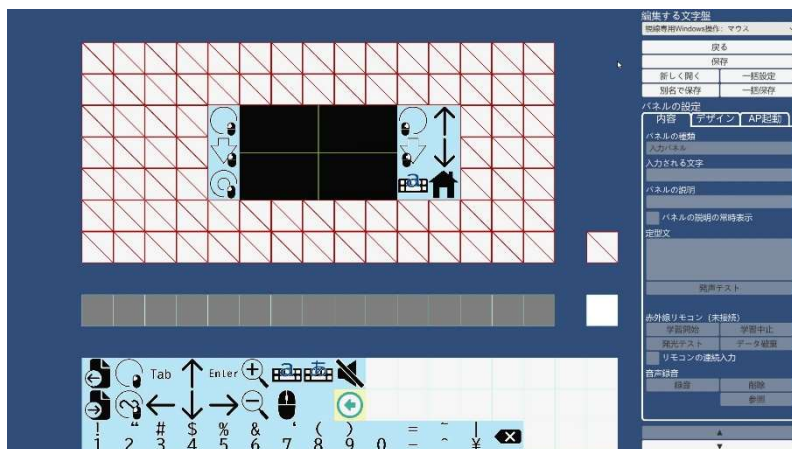 編集する文字盤
視線専用Windows操作: マウス
戻る
保存
新しく開く 一括設定
別名で保存 一括保存
パネルの設定
内容 デザイン AP起動
パネルの種類
入力パネル
入力される文字
パネルの説明
パネルの説明の常時表示
定型文
発声テスト
赤外線リモコン (未接続)
学習開始 学習中止
発光テスト データ破棄
リモコンの連続入力
音声録音
録音 削除
参照
▲
▼
a
Tab Enter a あ
! " # $ % & ' ( ) = ~ |
1 2 3 4 5 6 7 8 9 0 - ^ ¥